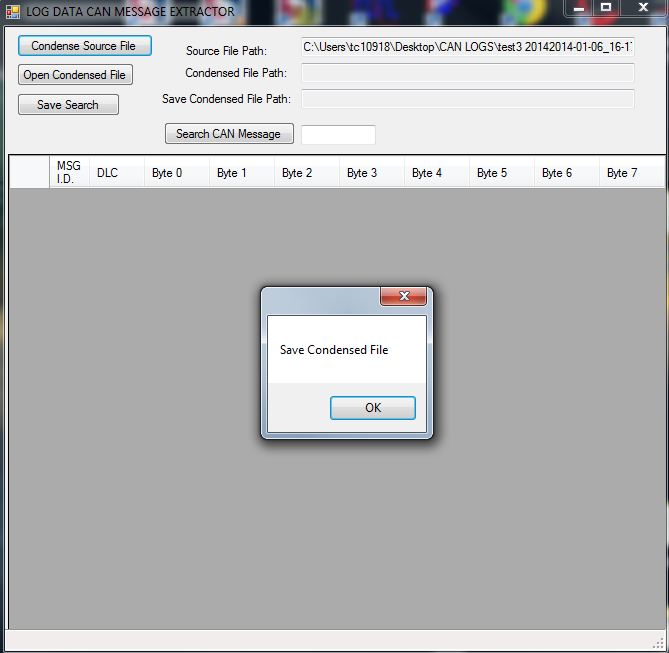 LOG DATA CAN MESSAGE EXTRACTOR
Condense Source File
Source File Path:
C:\Users\tc10918\Desktop\CAN LOGS\test3 20142014-01-06_16-17
Open Condensed File
Condensed File Path:
Save Search
Save Condensed File Path:
Search CAN Message
MSG I.D. DLC Byte 0 Byte 1 Byte 2 Byte 3 Byte 4 Byte 5 Byte 6 Byte 7
Save Condensed File
OK